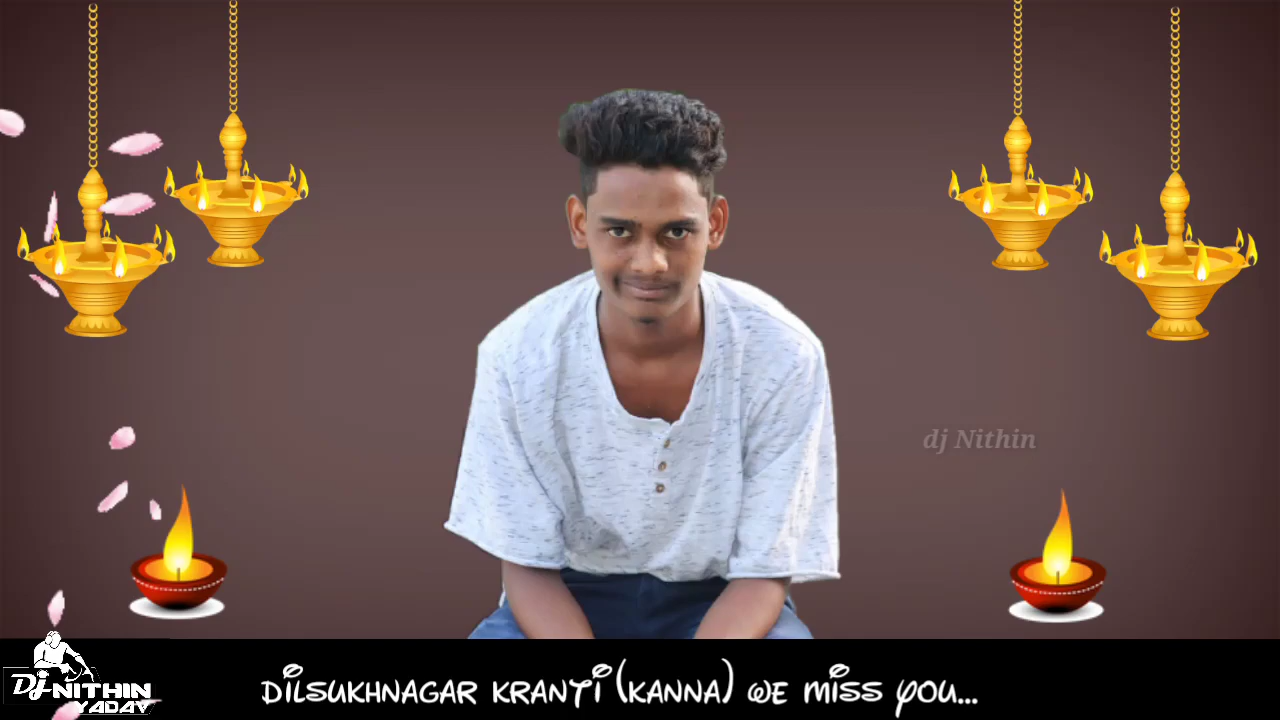 dj Nithin
DJ NITHIN
YADAV
DILSUKHNAGAR KRANTI (KANNA) WE MISS YOU...